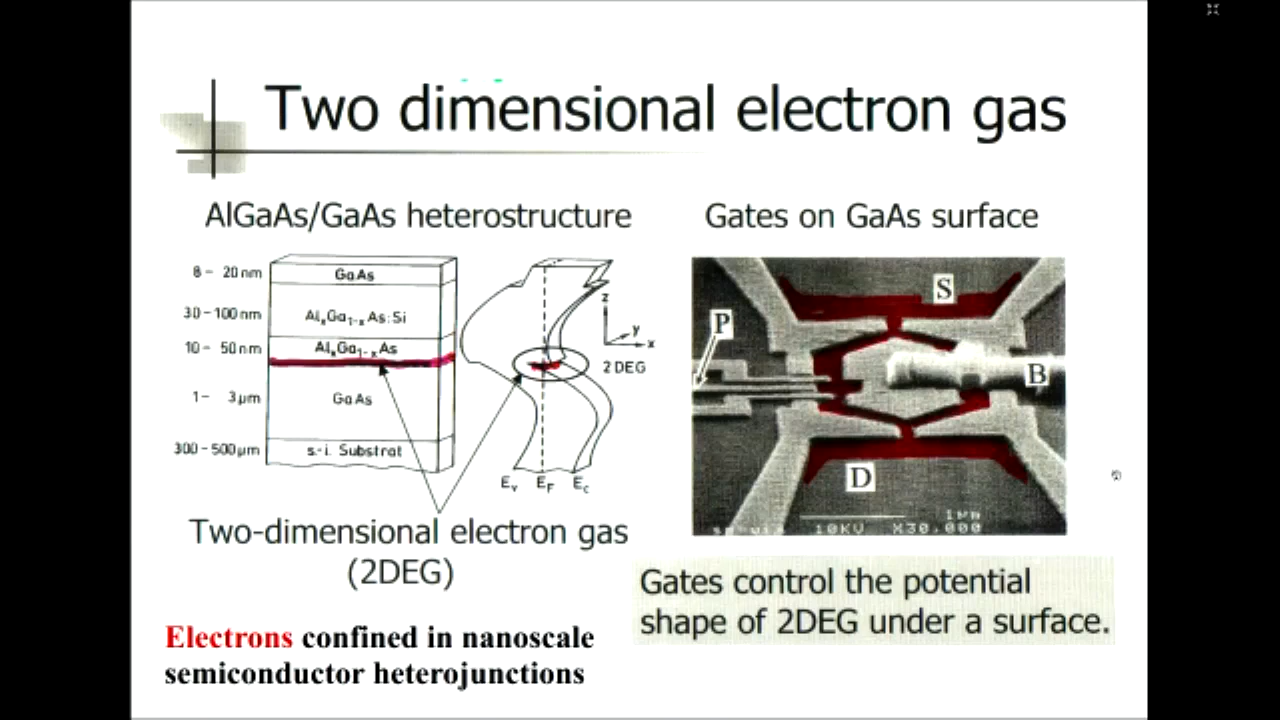 Two dimensional electron gas
AlGaAs/GaAs heterostructure
Gates on GaAs surface
8 - 20 nm
GaAs
30 - 100 nm
AlxGa1-xAs:Si
10 - 50 nm
AlxGa1-xAs
1 - 3 μm
GaAs
300 - 500 μm
s.-i. Substrat
z
y
x
2 DEG
Ev EF Ec
S
P
B
D
1μm
10KV X30,000
Two-dimensional electron gas
(2DEG)
Gates control the potential
shape of 2DEG under a surface.
Electrons confined in nanoscale
semiconductor heterojunctions